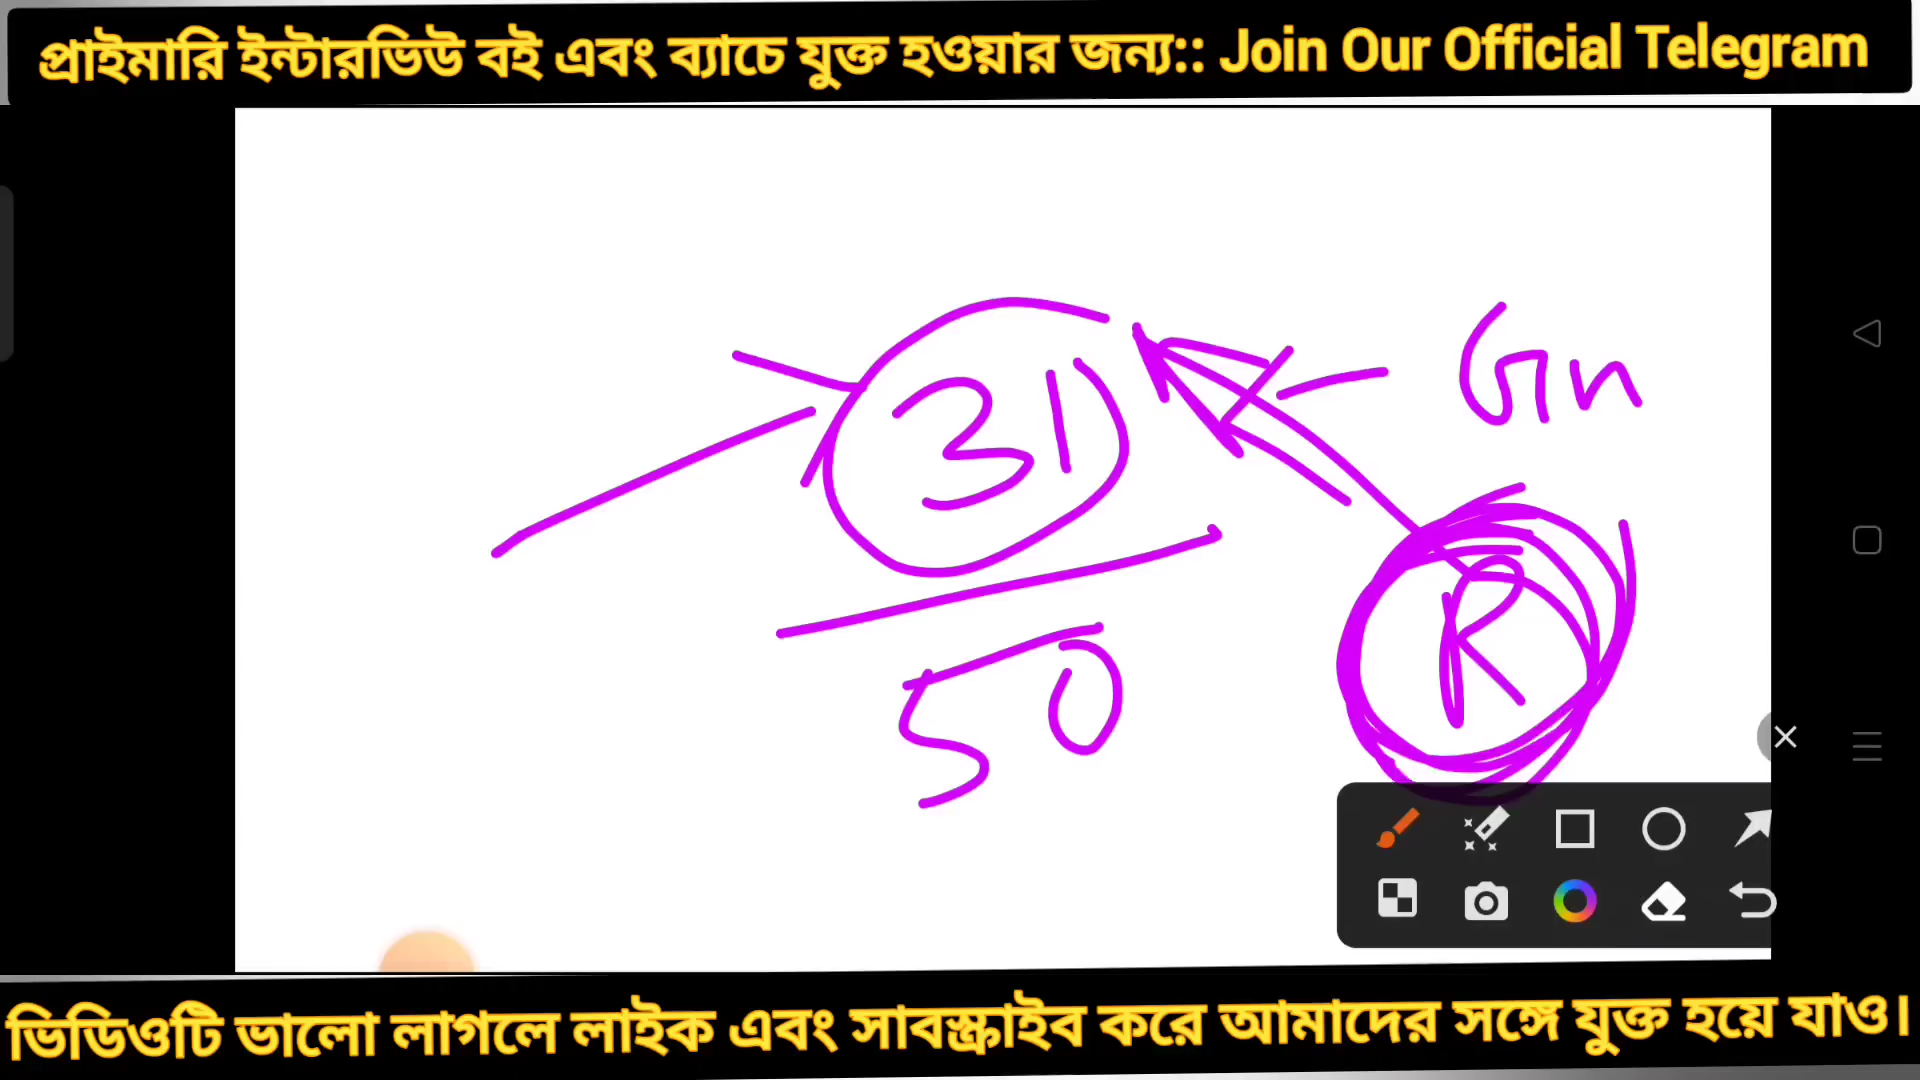 প্রাইমারি ইন্টারভিউ বই এবং ব্যাচে যুক্ত হওয়ার জন্য:: Join Our Official Telegram
31
Gn
50
R
ভিডিওটি ভালো লাগলে লাইক এবং সাবস্ক্রাইব করে আমাদের সঙ্গে যুক্ত হয়ে যাও।